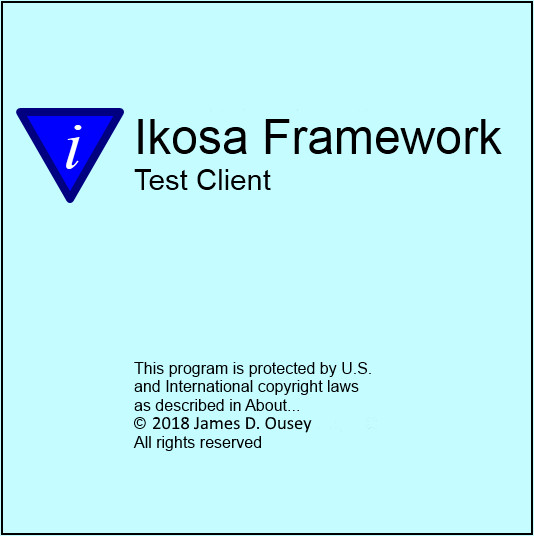 i
Ikosa Framework
Test Client
This program is protected by U.S.
and International copyright laws
as described in About...
© 2018 James D. Ousey
All rights reserved